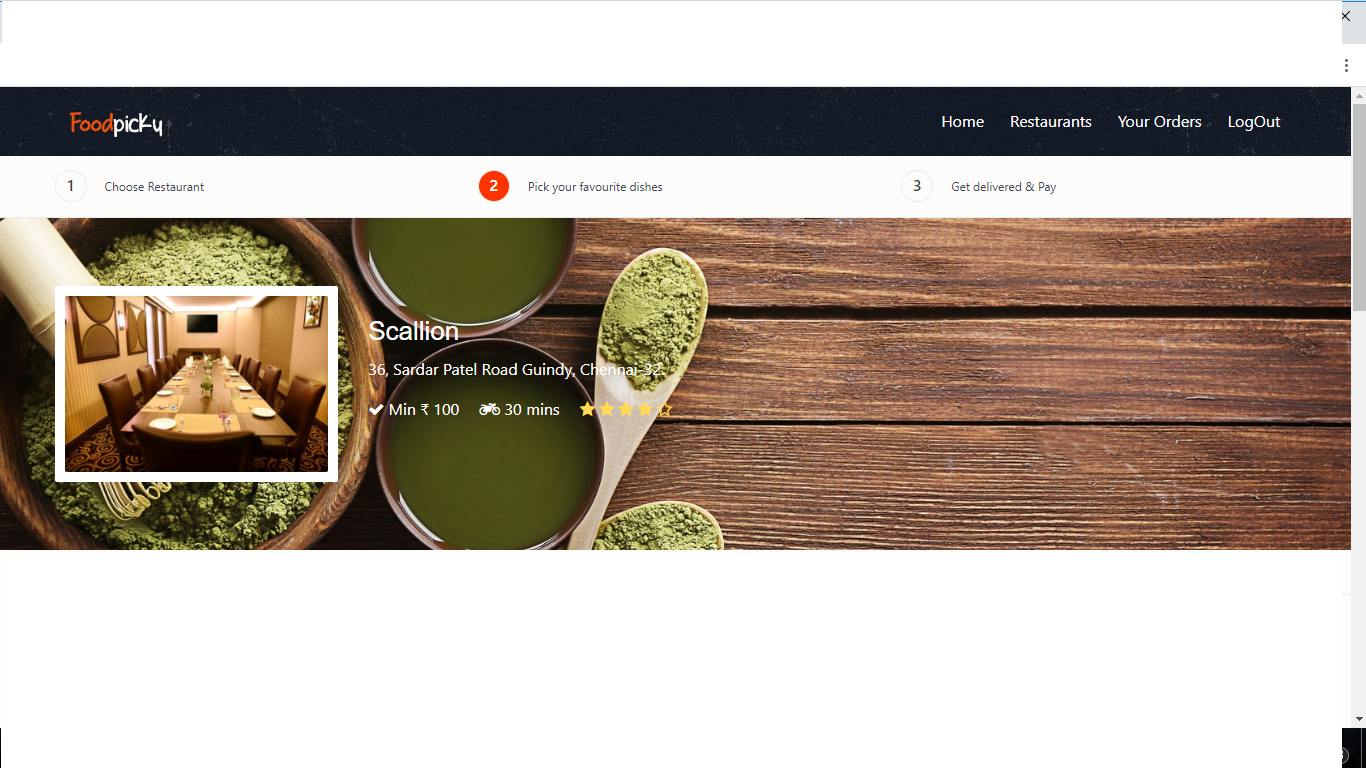 Foodpicky
Home Restaurants Your Orders LogOut
1 Choose Restaurant 2 Pick your favourite dishes 3 Get delivered & Pay
Scallion
36, Sardar Patel Road Guindy, Chennai-32.
Min ₹ 100 30 mins